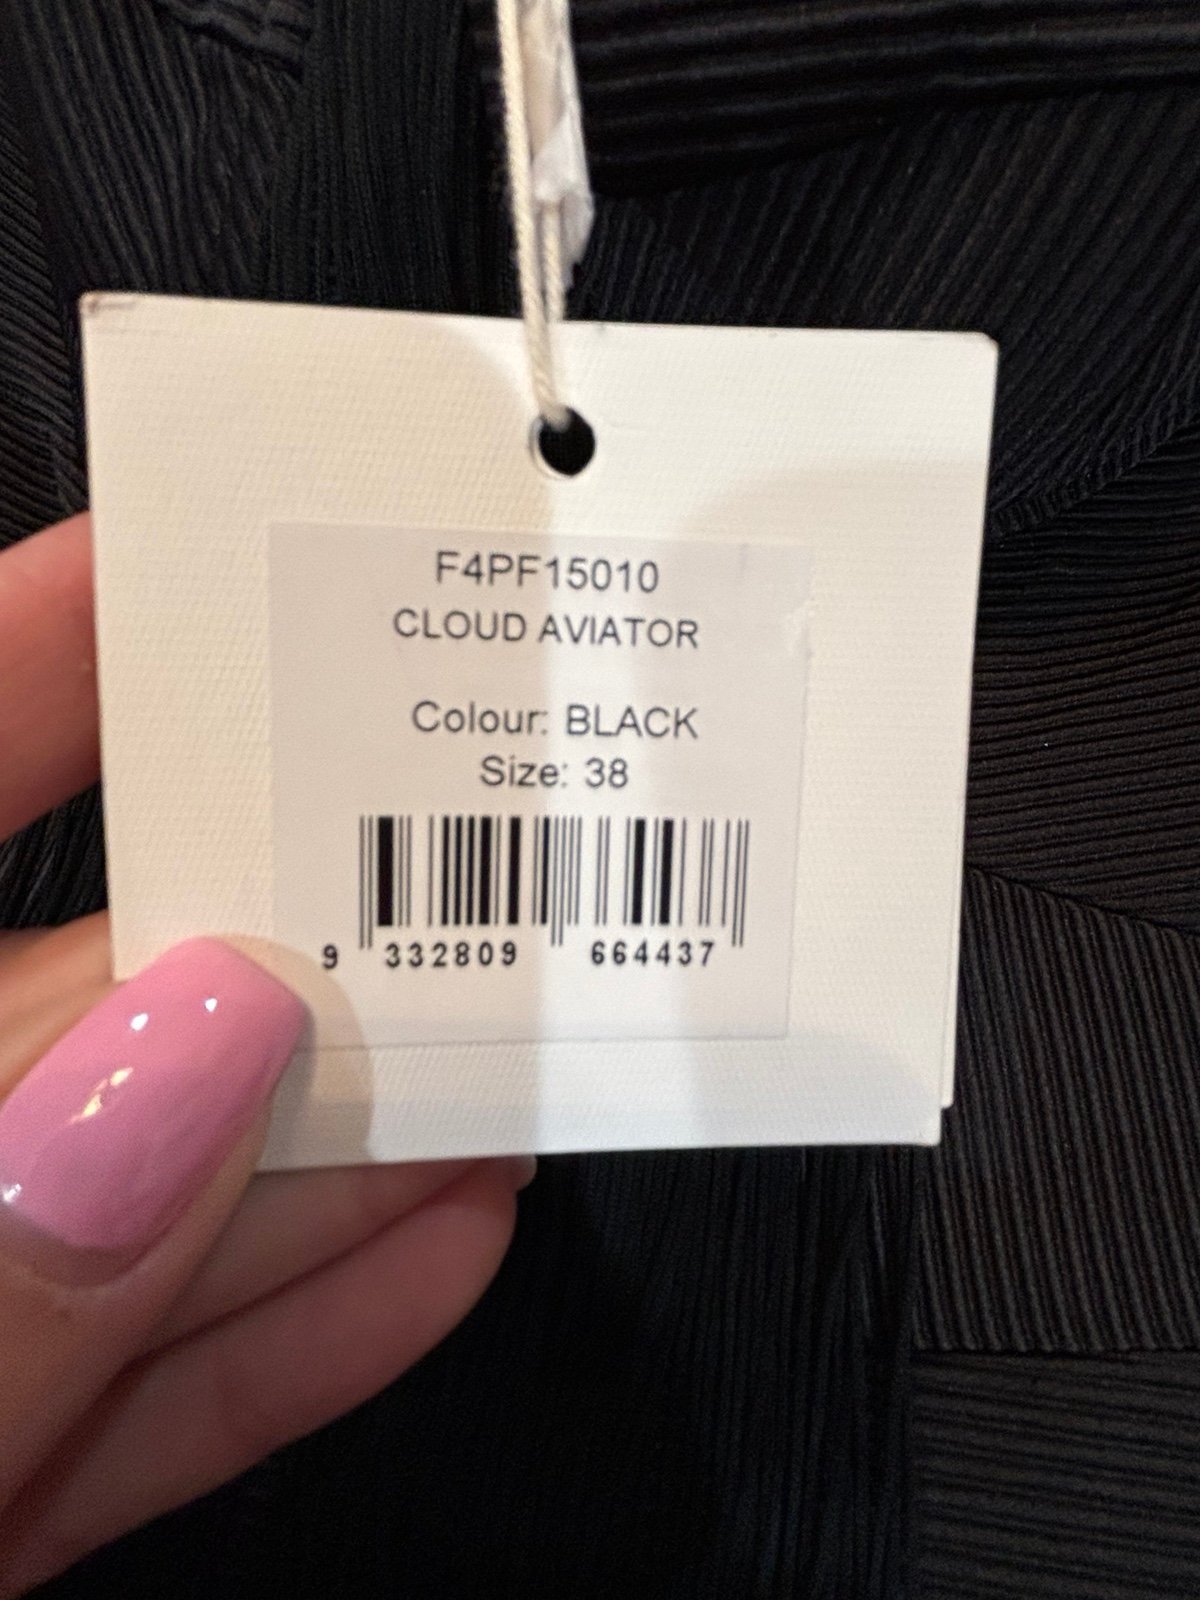 F4PF15010
CLOUD AVIATOR
Colour: BLACK
Size: 38
9 332809 664437